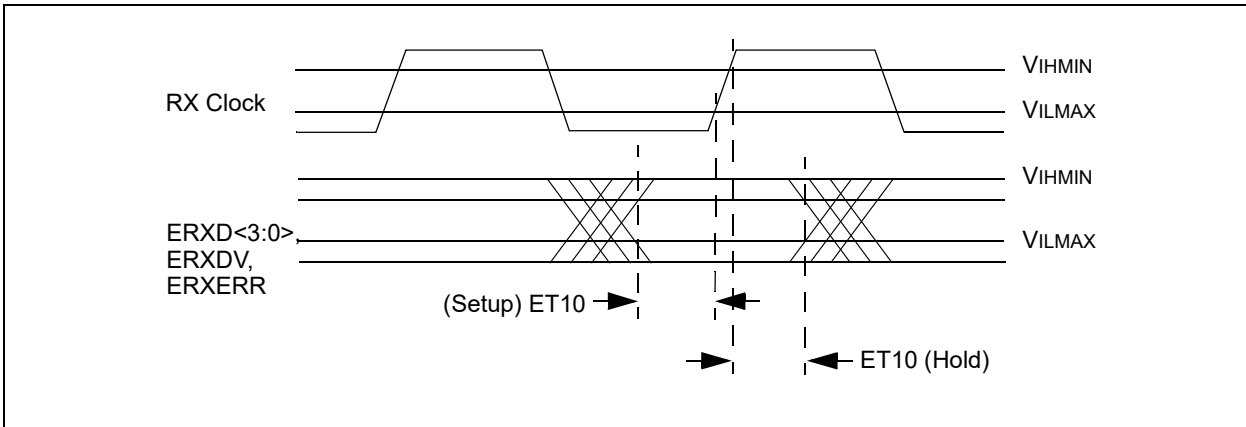 VIHMIN
RX Clock
VILMAX
VIHMIN
ERXD<3:0>,
VILMAX
ERXDV,
ERXERR
(Setup) ET10
ET10 (Hold)